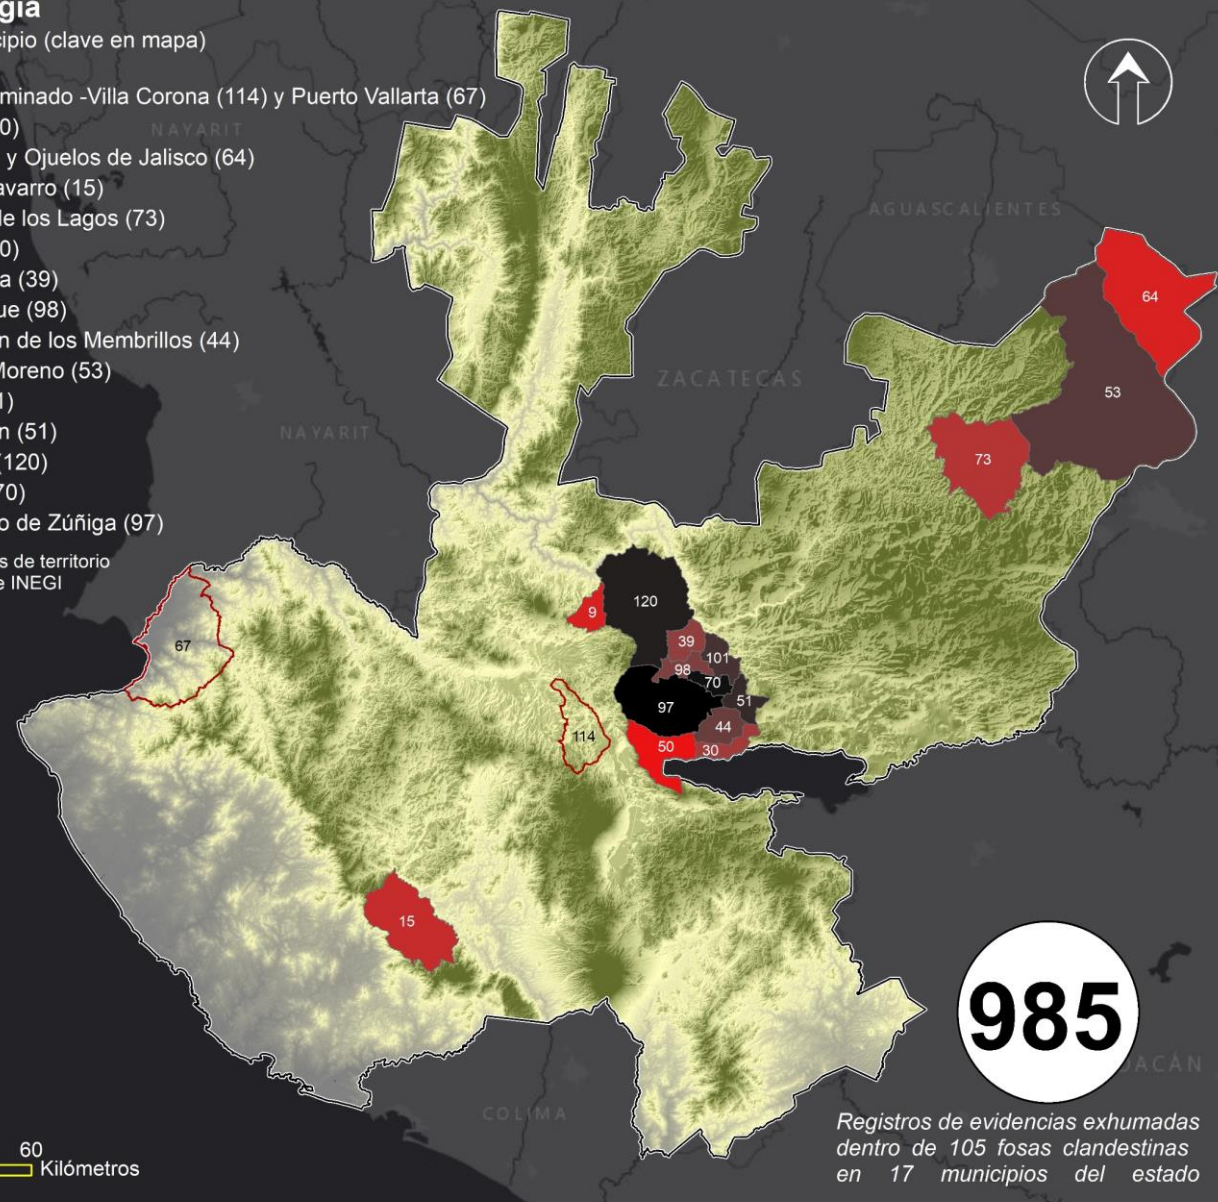 gía
cipio (clave en mapa)
minado -Villa Corona (114) y Puerto Vallarta (67)
0)
y Ojuelos de Jalisco (64)
avarro (15)
de los Lagos (73)
0)
a (39)
ue (98)
n de los Membrillos (44)
Moreno (53)
1)
n (51)
(120)
70)
o de Zúñiga (97)
s de territorio
e INEGI
NAYARIT
AGUASCALIENTES
ZACATECAS
NAYARIT
64
53
73
9
120
39
101
98
70
51
97
44
50
30
67
114
15
985
OACÁN
COLIMA
Registros de evidencias exhumadas
dentro de 105 fosas clandestinas
en 17 municipios del estado
60
Kilómetros